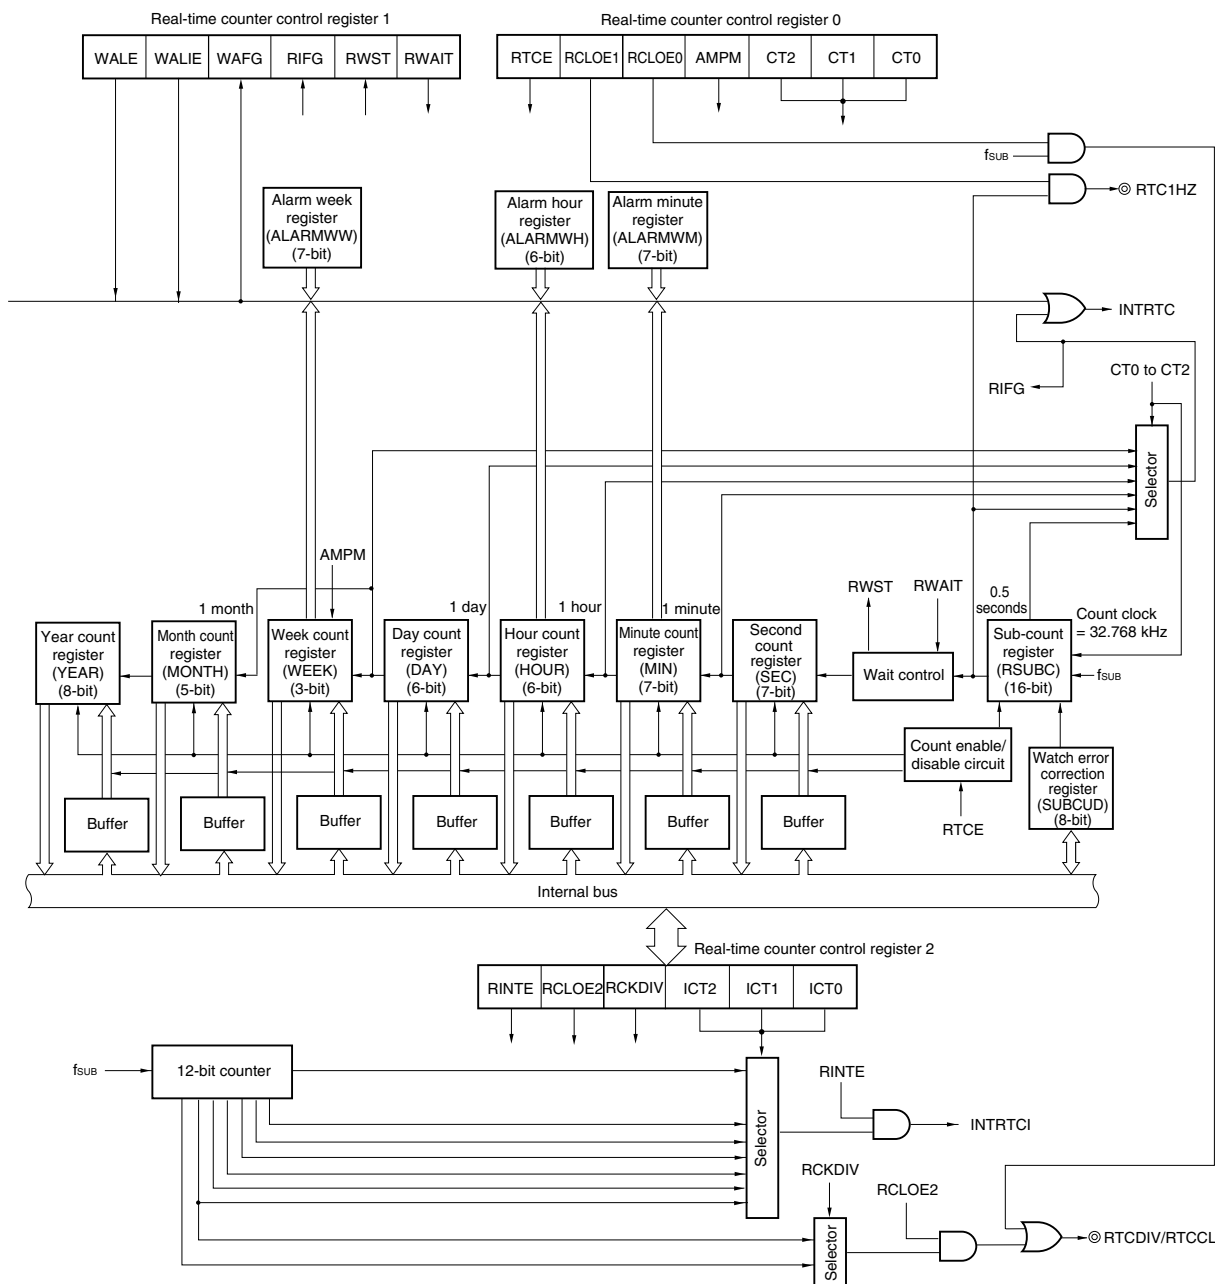 Real-time counter control register 1
Real-time counter control register 0
WALE WALIE WAFG RIFG RWST RWAIT
RTCE RCLOE1 RCLOE0 AMPM CT2 CT1 CT0
fSUB
RTC1HZ
Alarm week
register
(ALARMWW)
(7-bit)
Alarm hour
register
(ALARMWH)
(6-bit)
Alarm minute
register
(ALARMWM)
(7-bit)
INTRTC
RIFG
CT0 to CT2
Selector
AMPM
RWST
RWAIT
0.5
seconds
Count clock
= 32.768 kHz
1 month
1 day
1 hour
1 minute
Year count
register
(YEAR)
(8-bit)
Month count
register
(MONTH)
(5-bit)
Week count
register
(WEEK)
(3-bit)
Day count
register
(DAY)
(6-bit)
Hour count
register
(HOUR)
(6-bit)
Minute count
register
(MIN)
(7-bit)
Second
count
register
(SEC)
(7-bit)
Wait control
Sub-count
register
(RSUBC)
(16-bit)
fSUB
Count enable/
disable circuit
Watch error
correction
register
(SUBCUD)
(8-bit)
RTCE
Buffer
Buffer
Buffer
Buffer
Buffer
Buffer
Buffer
Internal bus
Real-time counter control register 2
RINTE RCLOE2 RCKDIV ICT2 ICT1 ICT0
fSUB
12-bit counter
Selector
RINTE
INTRTCI
RCKDIV
RCLOE2
Selector
RTCDIV/RTCCL